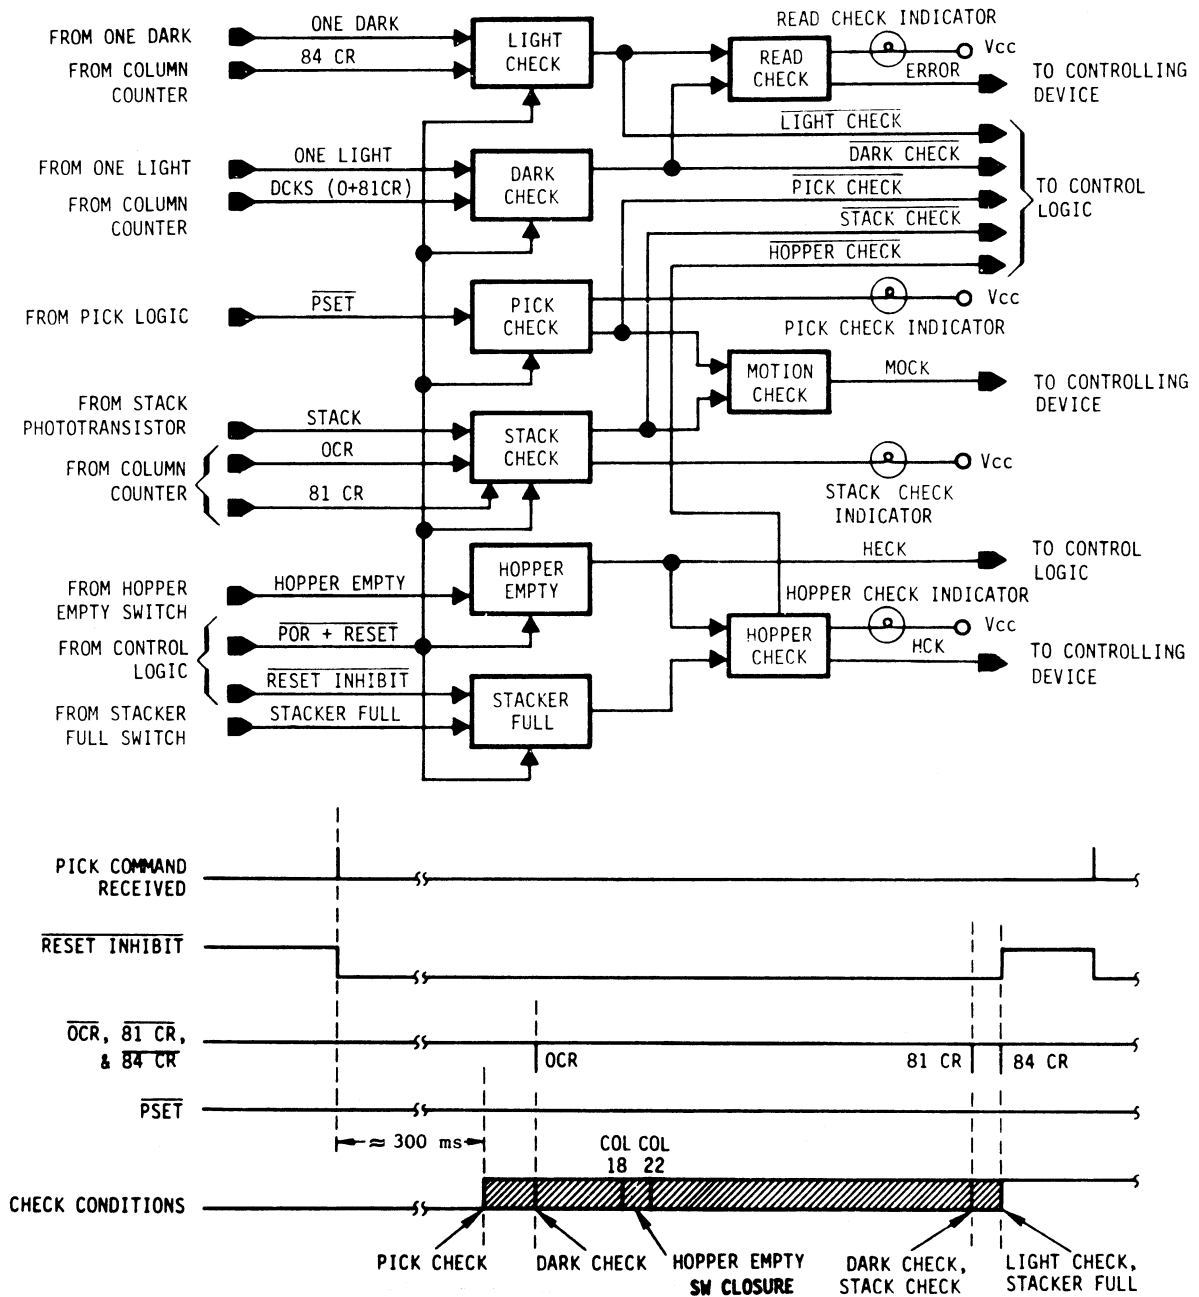 FROM ONE DARK
ONE DARK
FROM COLUMN
COUNTER
84 CR
LIGHT
CHECK
READ
CHECK
READ CHECK INDICATOR
Vcc
ERROR
TO CONTROLLING
DEVICE
LIGHT CHECK
DARK CHECK
PICK CHECK
STACK CHECK
HOPPER CHECK
TO CONTROL
LOGIC
FROM ONE LIGHT
ONE LIGHT
FROM COLUMN
COUNTER
DCKS (0+81CR)
DARK
CHECK
FROM PICK LOGIC
PSET
PICK
CHECK
Vcc
PICK CHECK INDICATOR
MOTION
CHECK
MOCK
TO CONTROLLING
DEVICE
FROM STACK
PHOTOTRANSISTOR
STACK
FROM COLUMN
COUNTER
OCR
81 CR
STACK
CHECK
Vcc
STACK CHECK
INDICATOR
FROM HOPPER
EMPTY SWITCH
HOPPER EMPTY
HOPPER
EMPTY
HECK
TO CONTROL
LOGIC
FROM CONTROL
LOGIC
POR + RESET
RESET INHIBIT
HOPPER
CHECK
HOPPER CHECK INDICATOR
Vcc
HCK
TO CONTROLLING
DEVICE
FROM STACKER
FULL SWITCH
STACKER FULL
STACKER
FULL
PICK COMMAND
RECEIVED
RESET INHIBIT
OCR, 81 CR,
& 84 CR
OCR
81 CR
84 CR
PSET
≈ 300 ms
COL COL
18 22
CHECK CONDITIONS
PICK CHECK
DARK CHECK
HOPPER EMPTY
SW CLOSURE
DARK CHECK,
STACK CHECK
LIGHT CHECK,
STACKER FULL